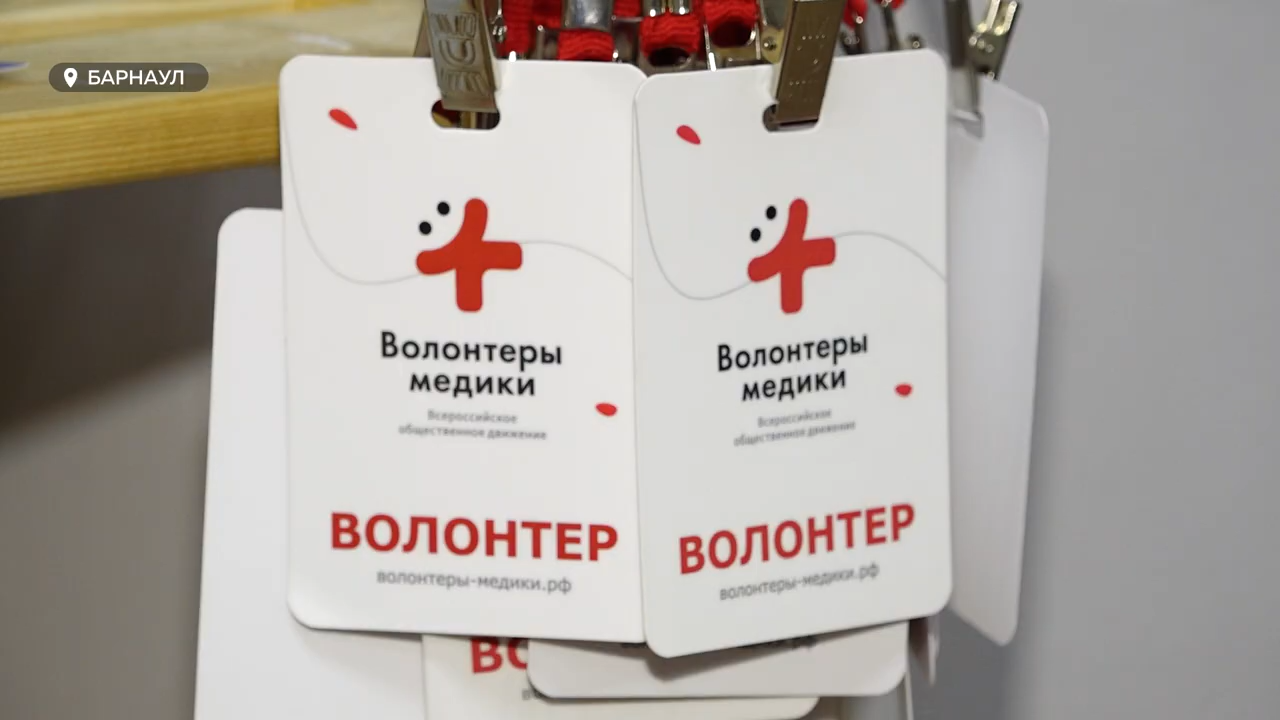 БАРНАУЛ
Волонтеры
медики
Всероссийское
общественное движение
ВОЛОНТЕР
волонтеры-медики.рф
Волонтеры
медики
Всероссийское
общественное движение
ВОЛОНТЕР
волонтеры-медики.рф